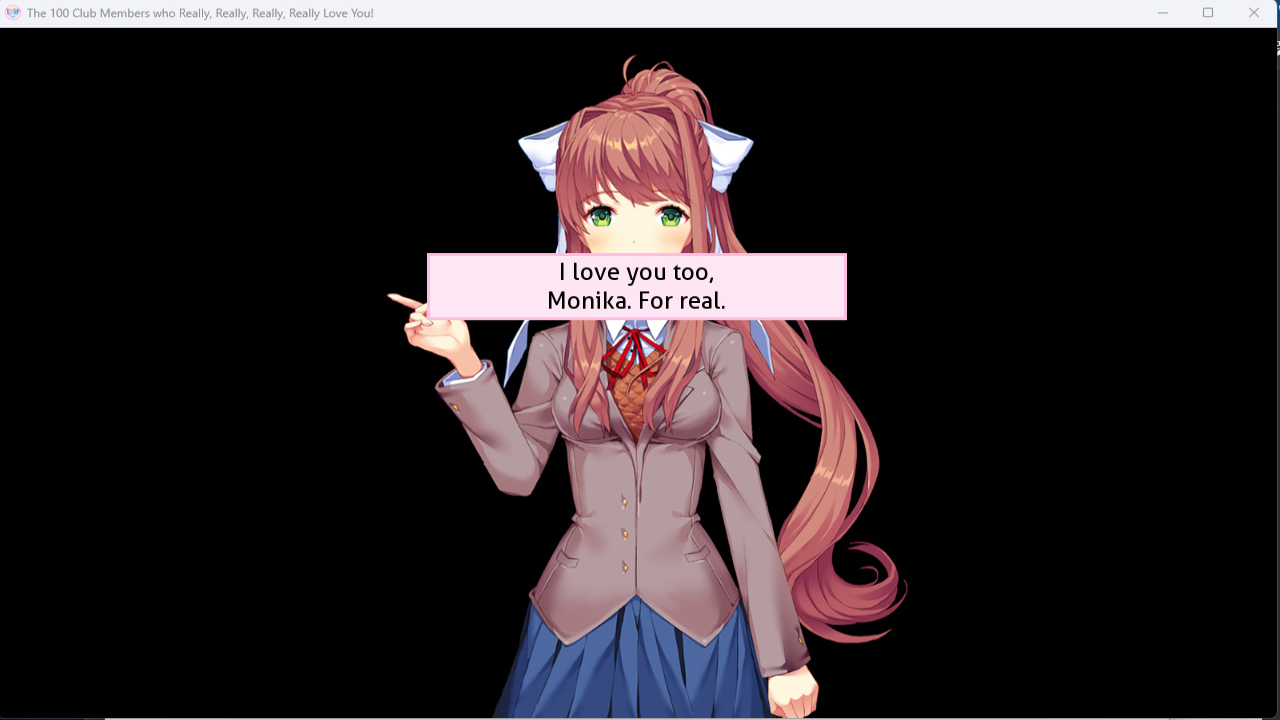 The 100 Club Members who Really, Really, Really, Really Love You!
I love you too,
Monika. For real.